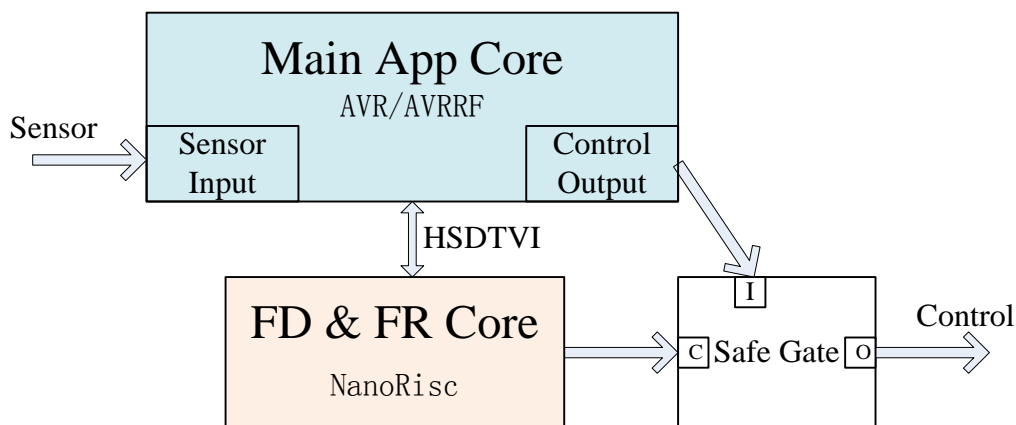 Main App Core
AVR/AVRRF
Sensor
Sensor
Input
Control
Output
HSDTVI
FD & FR Core
NanoRisc
I
C
Safe Gate
O
Control